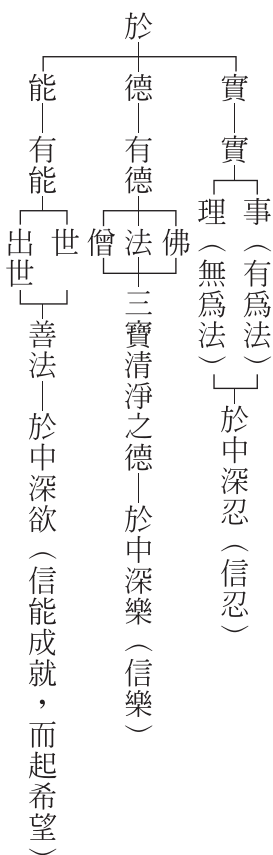 於
實
實
事（有爲法）
理（無爲法）
於中深忍（信忍）
德
有德
佛
法
僧
三寶清淨之德
於中深樂（信樂）
能
有能
世
出世
善法
於中深欲（信能成就，而起希望）